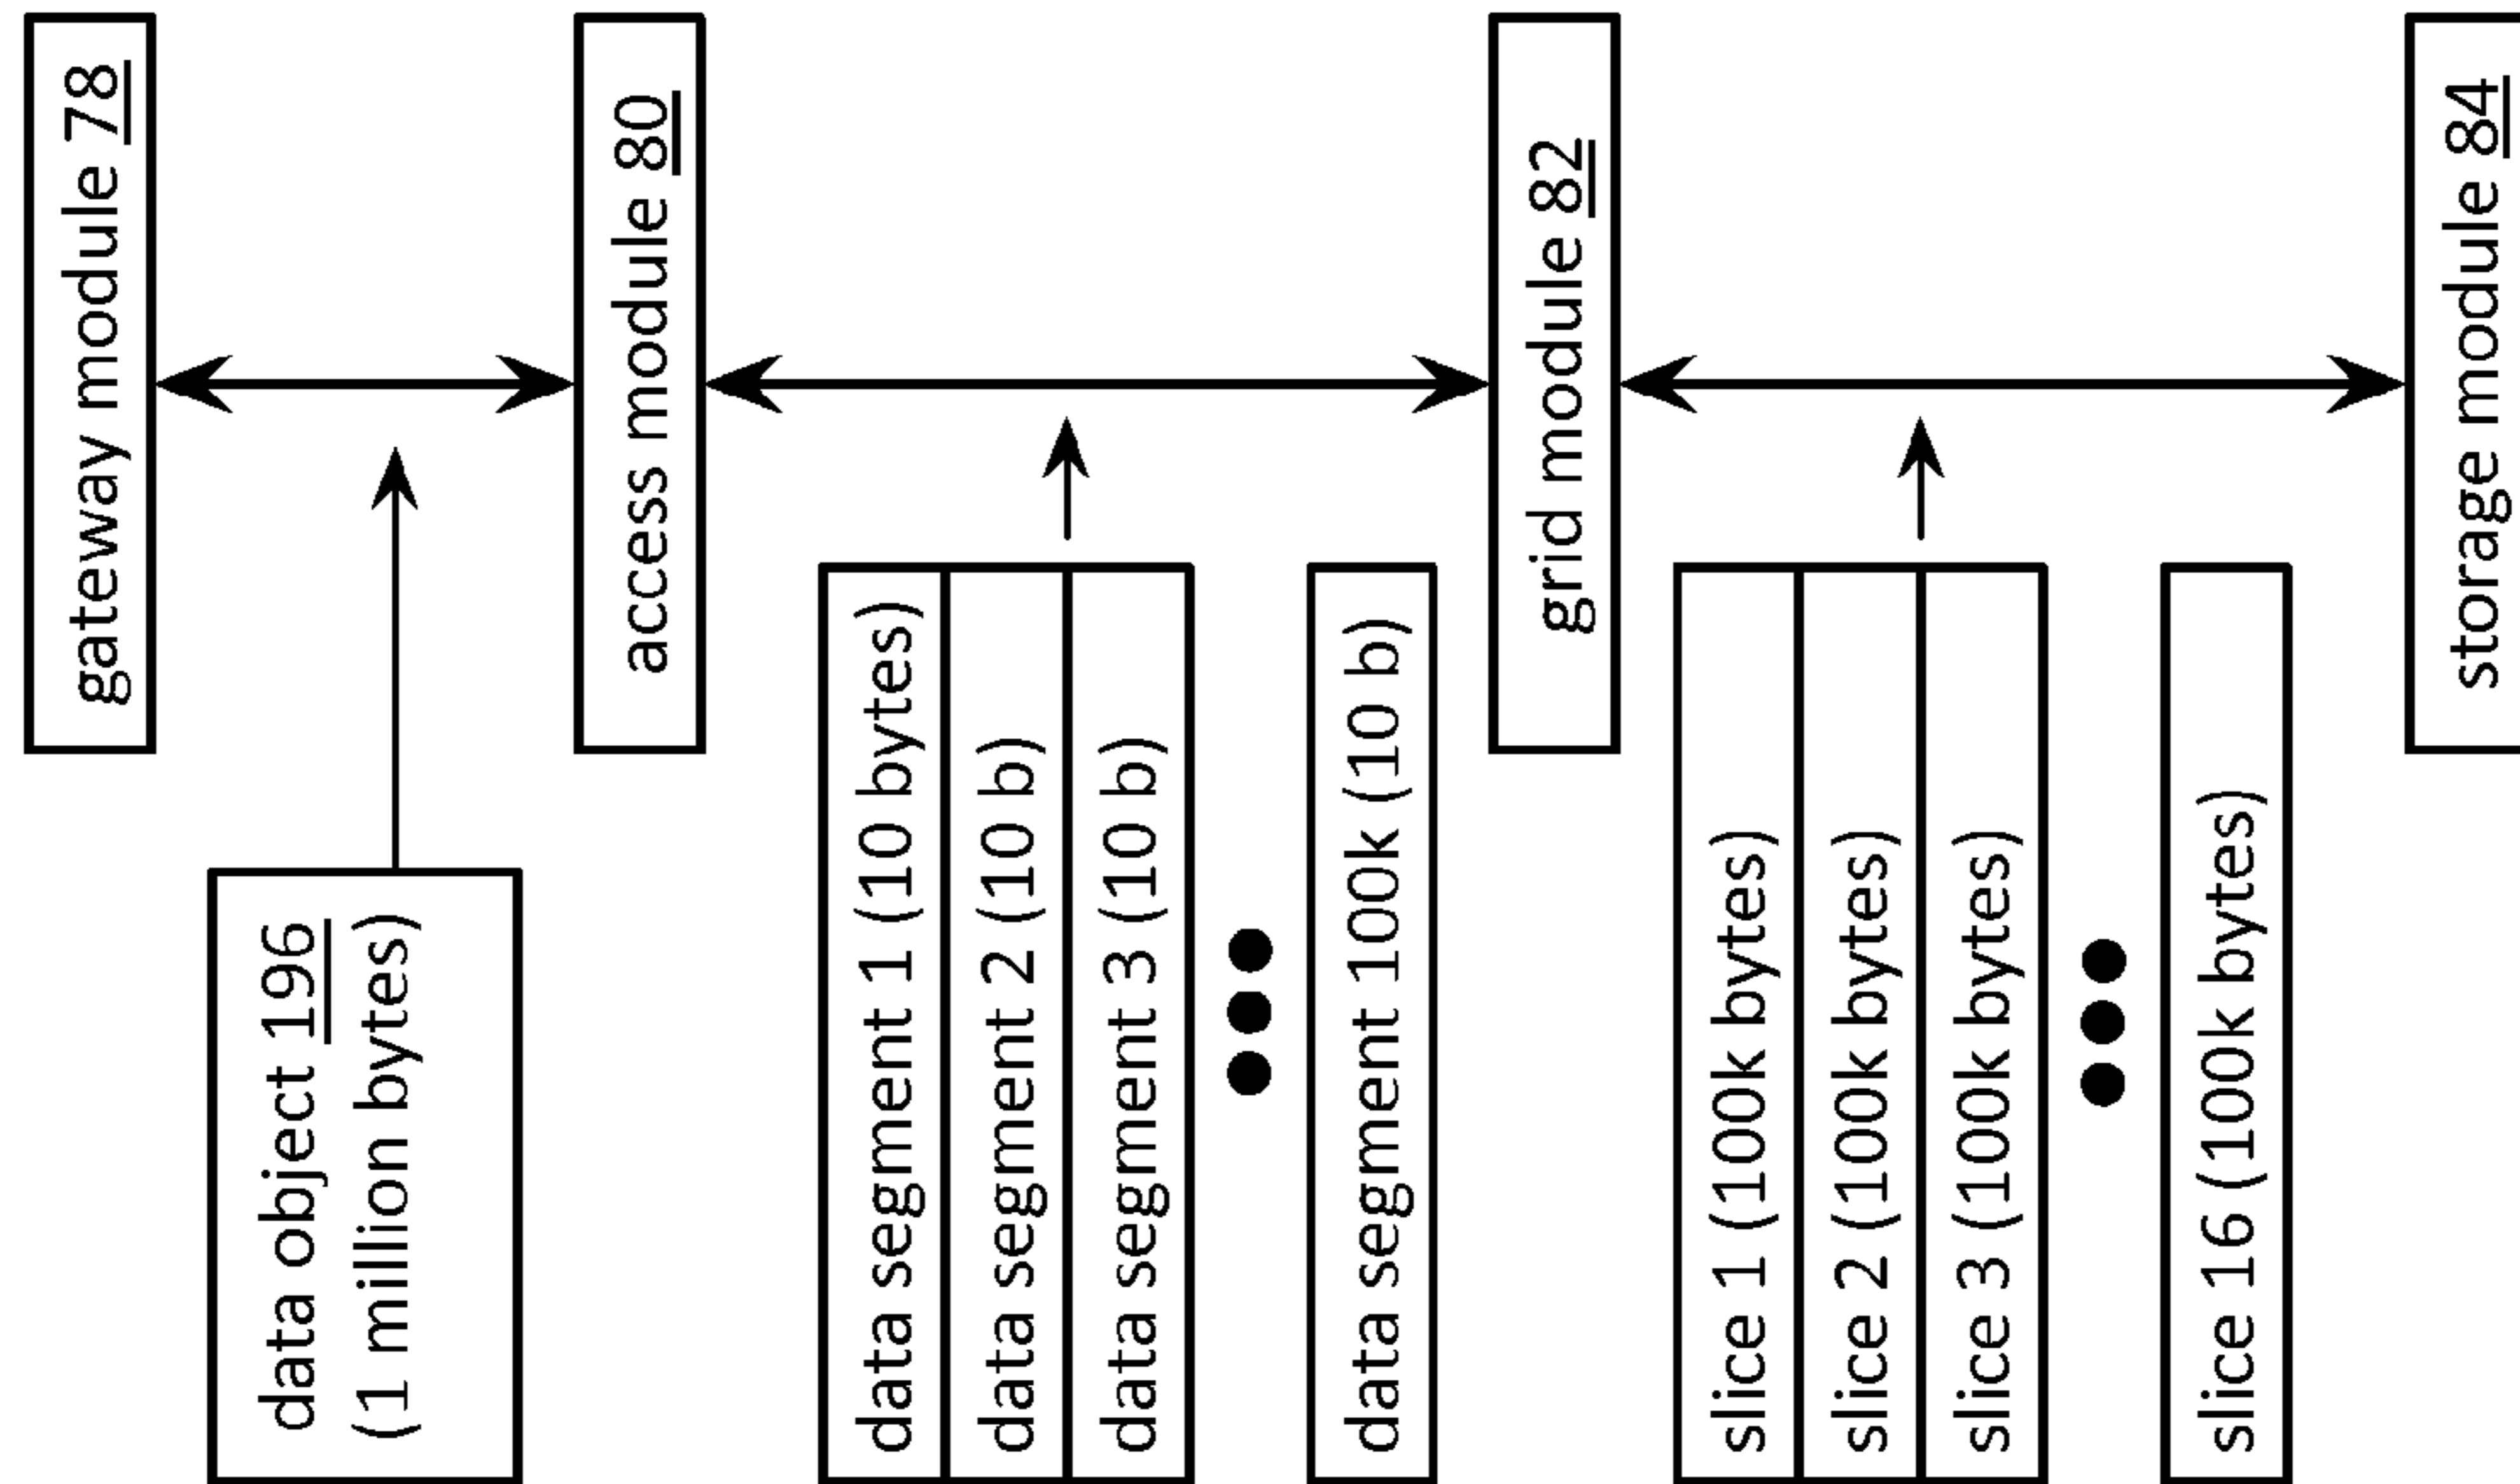 gateway module 78
data object 196
(1 million bytes)
access module 80
data segment 1 (10 bytes)
data segment 2 (10 b)
data segment 3 (10 b)
data segment 100k (10 b)
grid module 82
slice 1 (100k bytes)
slice 2 (100k bytes)
slice 3 (100k bytes)
slice 16 (100k bytes)
storage module 84